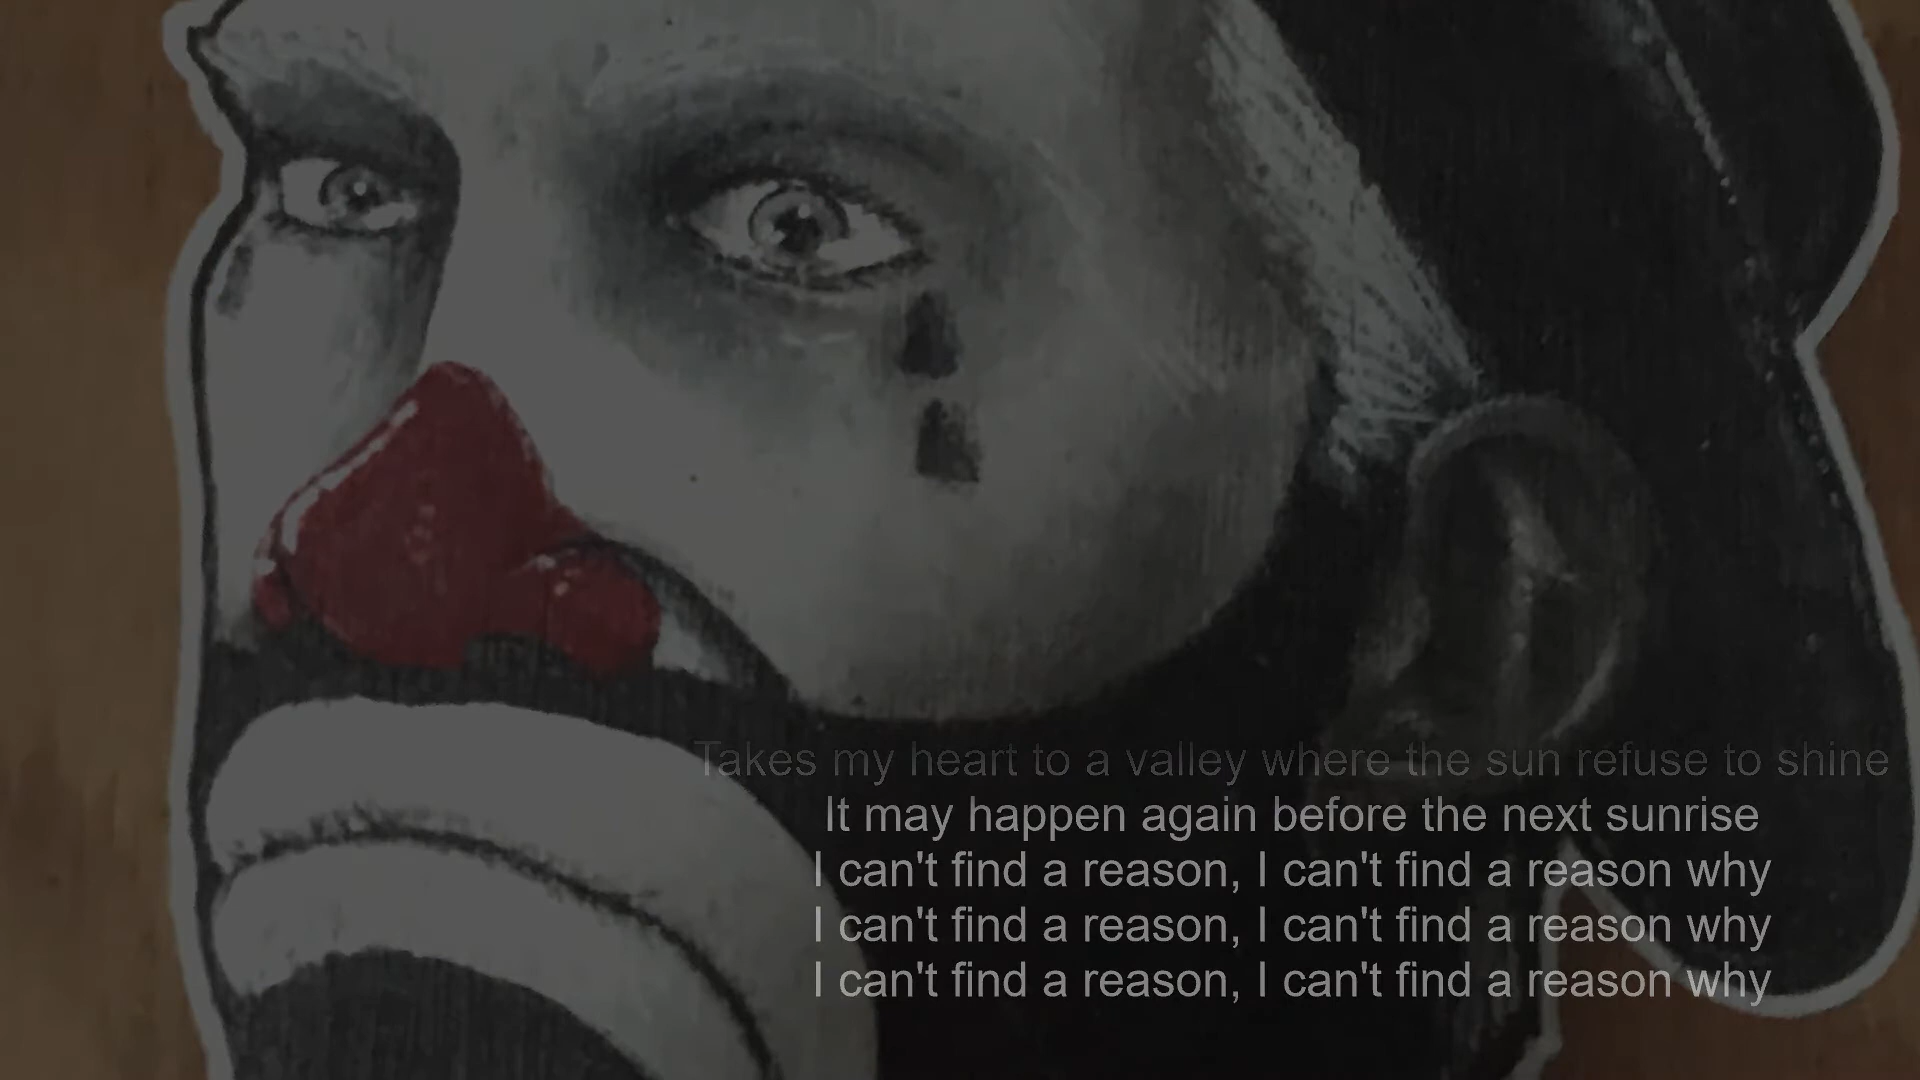 Takes my heart to a valley where the sun refuse to shine
It may happen again before the next sunrise
I can't find a reason, I can't find a reason why
I can't find a reason, I can't find a reason why
I can't find a reason, I can't find a reason why